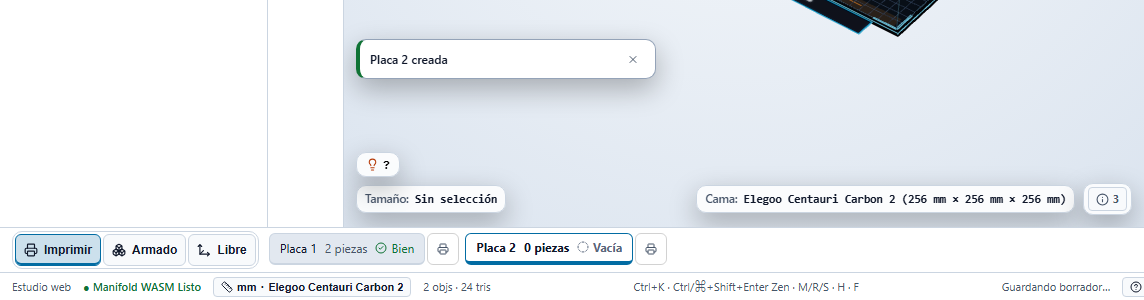 Placa 2 creada
?
Tamaño: Sin selección
Cama: Elegoo Centauri Carbon 2 (256 mm × 256 mm × 256 mm)
3
Imprimir Armado Libre Placa 1 2 piezas Bien Placa 2 0 piezas Vacía
Estudio web Manifold WASM Listo mm · Elegoo Centauri Carbon 2 2 objs · 24 tris Ctrl+K · Ctrl/⌘+Shift+Enter Zen · M/R/S · H · F Guardando borrador...